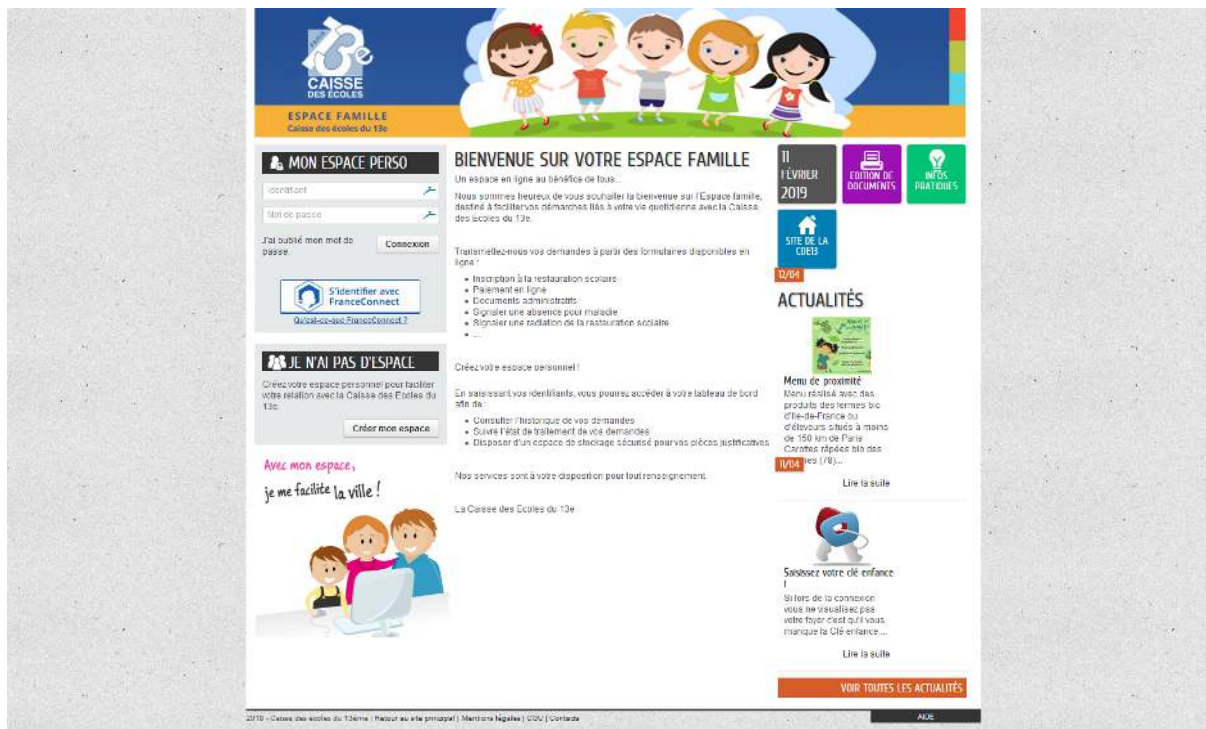 PARIS
13e
CAISSE
DES ÉCOLES
ESPACE FAMILLE
Caisse des écoles du 13e
MON ESPACE PERSO
Identifiant
Mot de passe
J'ai oublié mon mot de
passe.
Connexion
S'identifier avec
FranceConnect
Qu'est-ce-que FranceConnect ?
JE N'AI PAS D'ESPACE
Créez votre espace personnel pour faciliter
votre relation avec la Caisse des Ecoles du
13e.
Créer mon espace
Avec mon espace,
je me facilite la ville !
BIENVENUE SUR VOTRE ESPACE FAMILLE
Un espace en ligne au bénéfice de tous...
Nous sommes heureux de vous souhaiter la bienvenue sur l'Espace famille,
destiné à faciliter vos démarches liés à votre vie quotidienne avec la Caisse
des Ecoles du 13e.
Transmettez-nous vos demandes à partir des formulaires disponibles en
ligne :
• Inscription à la restauration scolaire
• Paiement en ligne
• Documents administratifs
• Signaler une absence pour maladie
• Signaler une radiation de la restauration scolaire
• ...
Créez votre espace personnel !
En saisissant vos identifiants, vous pourrez accéder à votre tableau de bord
afin de :
• Consulter l'historique de vos demandes
• Suivre l'état de traitement de vos demandes
• Disposer d'un espace de stockage sécurisé pour vos pièces justificatives
Nos services sont à votre disposition pour tout renseignement.
La Caisse des Ecoles du 13e
11
FÉVRIER
2019
EDITION DE
DOCUMENTS
INFOS
PRATIQUES
SITE DE LA
CDE13
12/04
ACTUALITÉS
Menu de proximité
Menu réalisé avec des
produits des fermes bio
d'Ile-de-France ou
d'éleveurs situés à moins
de 150 km de Paris
Carottes râpées bio des
11/04
es (78)...
Lire la suite
Saisissez votre clé enfance
!
Si lors de la connexion
vous ne visualisez pas
votre foyer c'est qu'il vous
manque la Clé enfance....
Lire la suite
VOIR TOUTES LES ACTUALITÉS
2018 - Caisse des écoles du 13ème | Retour au site principal | Mentions légales | CGU | Contacts
AIDE